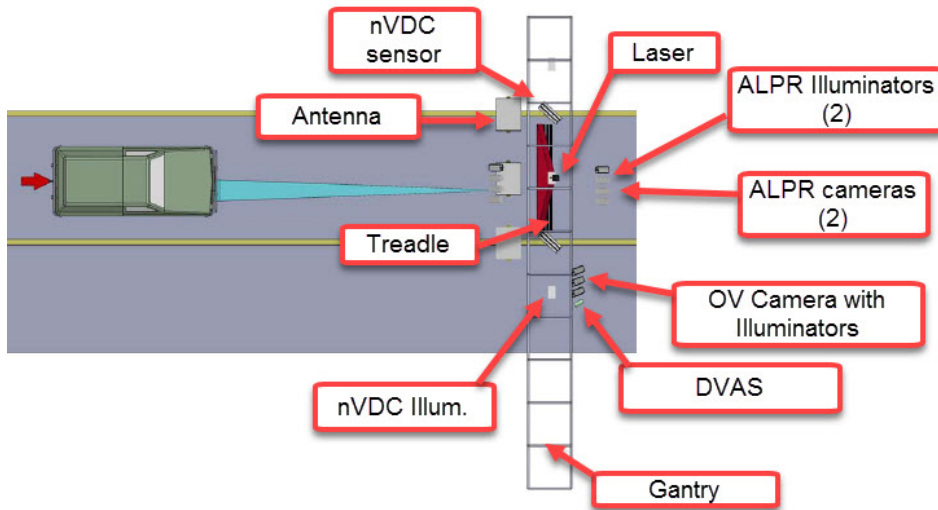 nVDC
sensor
Laser
ALPR Illuminators
(2)
Antenna
ALPR cameras
(2)
Treadle
OV Camera with
Illuminators
nVDC Illum.
DVAS
Gantry